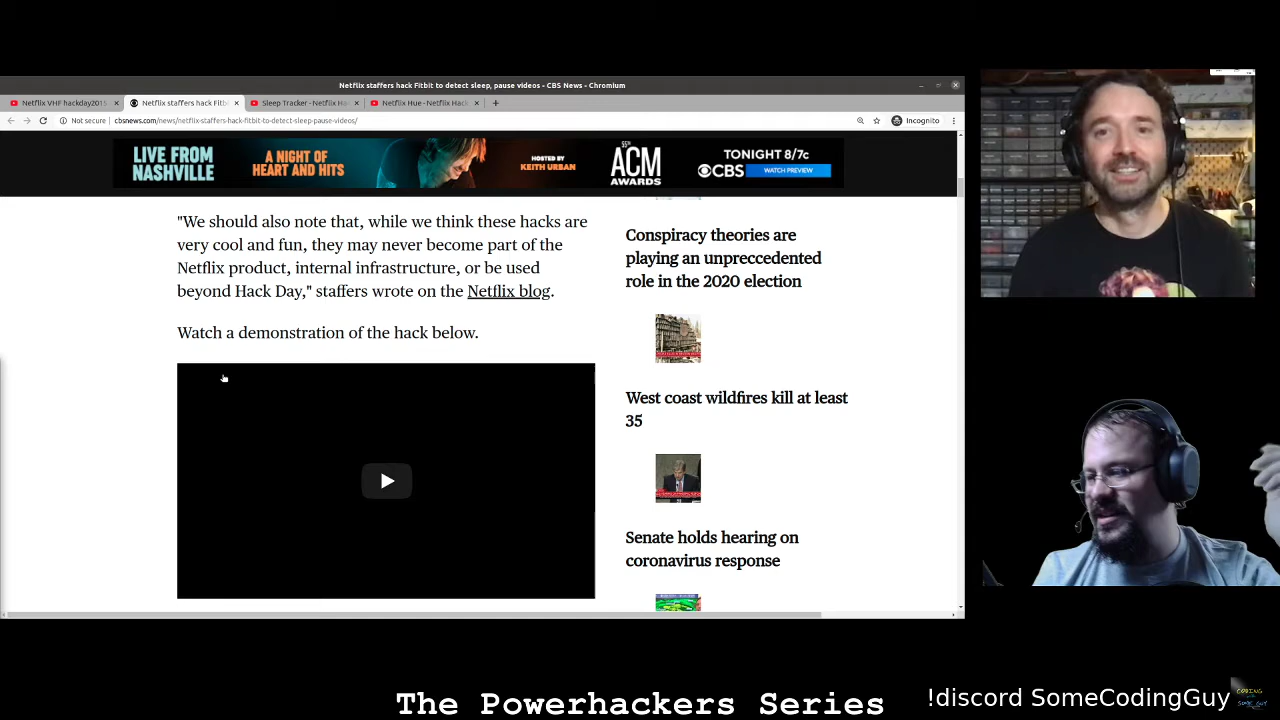 Netflix staffers hack Fitbit to detect sleep, pause videos - CBS News - Chromium
Netflix VHF hackday2015
Netflix staffers hack Fitbi
Sleep Tracker - Netflix Ha
Netflix Hue - Netflix Hack
Not secure
cbsnews.com/news/netflix-staffers-hack-fitbit-to-detect-sleep-pause-videos/
Incognito
LIVE FROM
NASHVILLE
A NIGHT OF
HEART AND HITS
HOSTED BY
KEITH URBAN
55TH
ACM
AWARDS
TONIGHT 8/7c
CBS
WATCH PREVIEW
"We should also note that, while we think these hacks are
very cool and fun, they may never become part of the
Netflix product, internal infrastructure, or be used
beyond Hack Day," staffers wrote on the Netflix blog.
Watch a demonstration of the hack below.
Conspiracy theories are
playing an unpreccedented
role in the 2020 election
West coast wildfires kill at least
35
Senate holds hearing on
coronavirus response
The Powerhackers Series
!discord SomeCodingGuy
CODING
SOME GUY